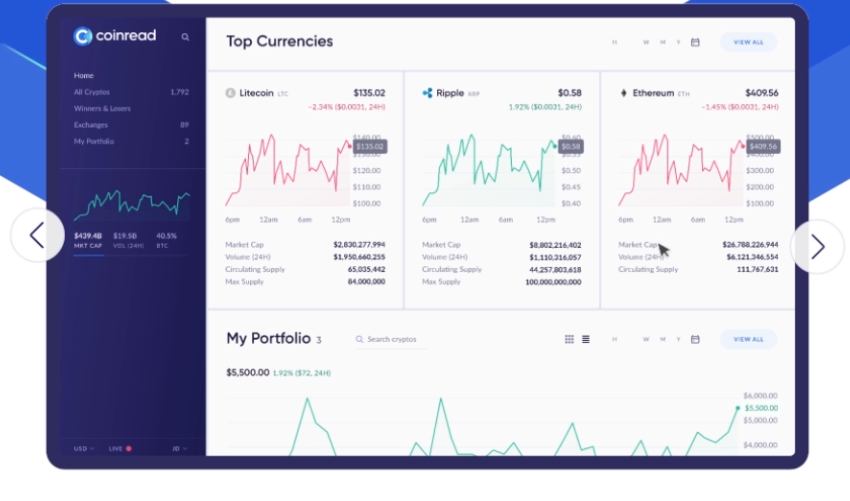 coinread
Home
All Cryptos 1,792
Winners & Losers
Exchanges 89
My Portfolio 2
$439.4B $19.5B 40.5%
MKT CAP VOL (24H) BTC
USD LIVE JD
Top Currencies
H W M Y VIEW ALL
Litecoin LTC $135.02
-2.34% ($0.0031, 24H)
$140.00
$135.02
$130.00
$120.00
$110.00
$100.00
6pm 12am 6am 12pm
Market Cap $2,830,277,994
Volume (24H) $1,950,660,255
Circulating Supply 65,035,442
Max Supply 84,000,000
Ripple XRP $0.58
1.92% ($0.0031, 24H)
$0.60
$0.58
$0.55
$0.50
$0.45
$0.40
6pm 12am 6am 12pm
Market Cap $8,802,216,402
Volume (24H) $1,110,316,057
Circulating Supply 44,257,803,618
Max Supply 100,000,000,000
Ethereum ETH $409.56
-1.45% ($0.0031, 24H)
$500.00
$409.56
$400.00
$300.00
$200.00
$100.00
6pm 12am 6am 12pm
Market Cap $26,788,226,944
Volume (24H) $6,121,346,554
Circulating Supply 111,767,631
My Portfolio 3 Search cryptos H W M Y VIEW ALL
$5,500.00 1.92% ($72, 24H)
$6,000.00
$5,500.00
$5,000.00
$4,000.00